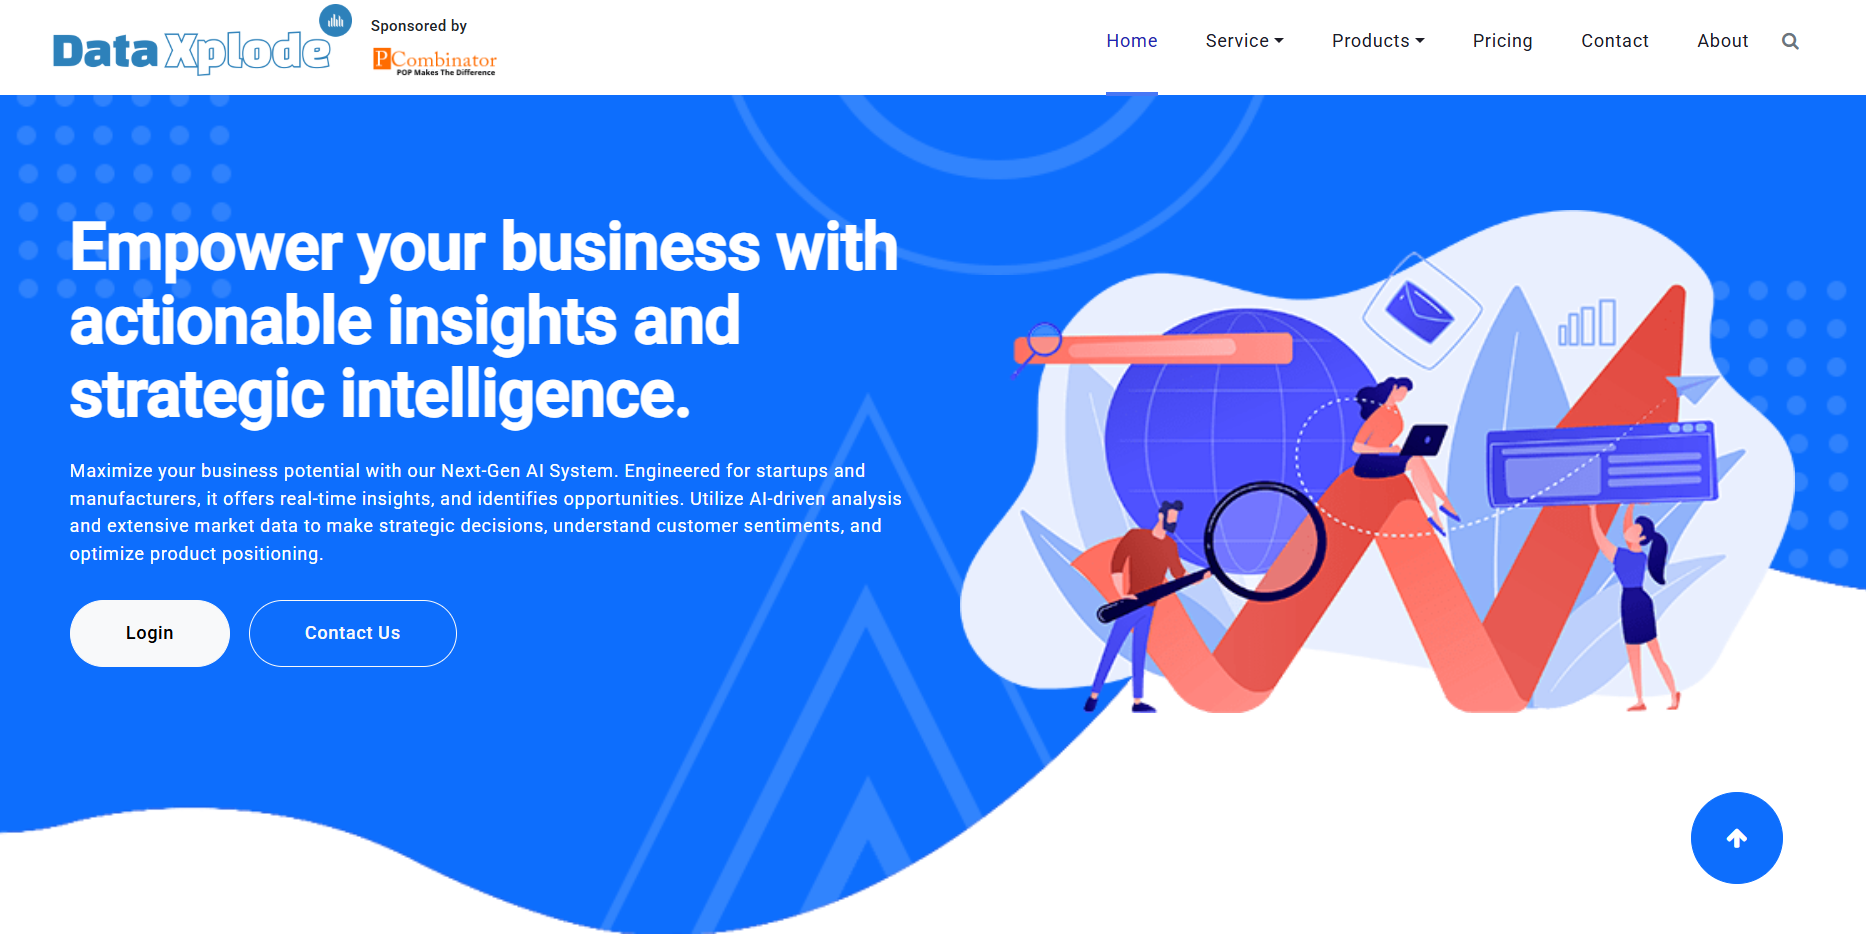 Data Xplode
Sponsored by
P Combinator
POP Makes The Difference
Home
Service
Products
Pricing
Contact
About
Empower your business with
actionable insights and
strategic intelligence.
Maximize your business potential with our Next-Gen AI System. Engineered for startups and
manufacturers, it offers real-time insights, and identifies opportunities. Utilize AI-driven analysis
and extensive market data to make strategic decisions, understand customer sentiments, and
optimize product positioning.
Login
Contact Us